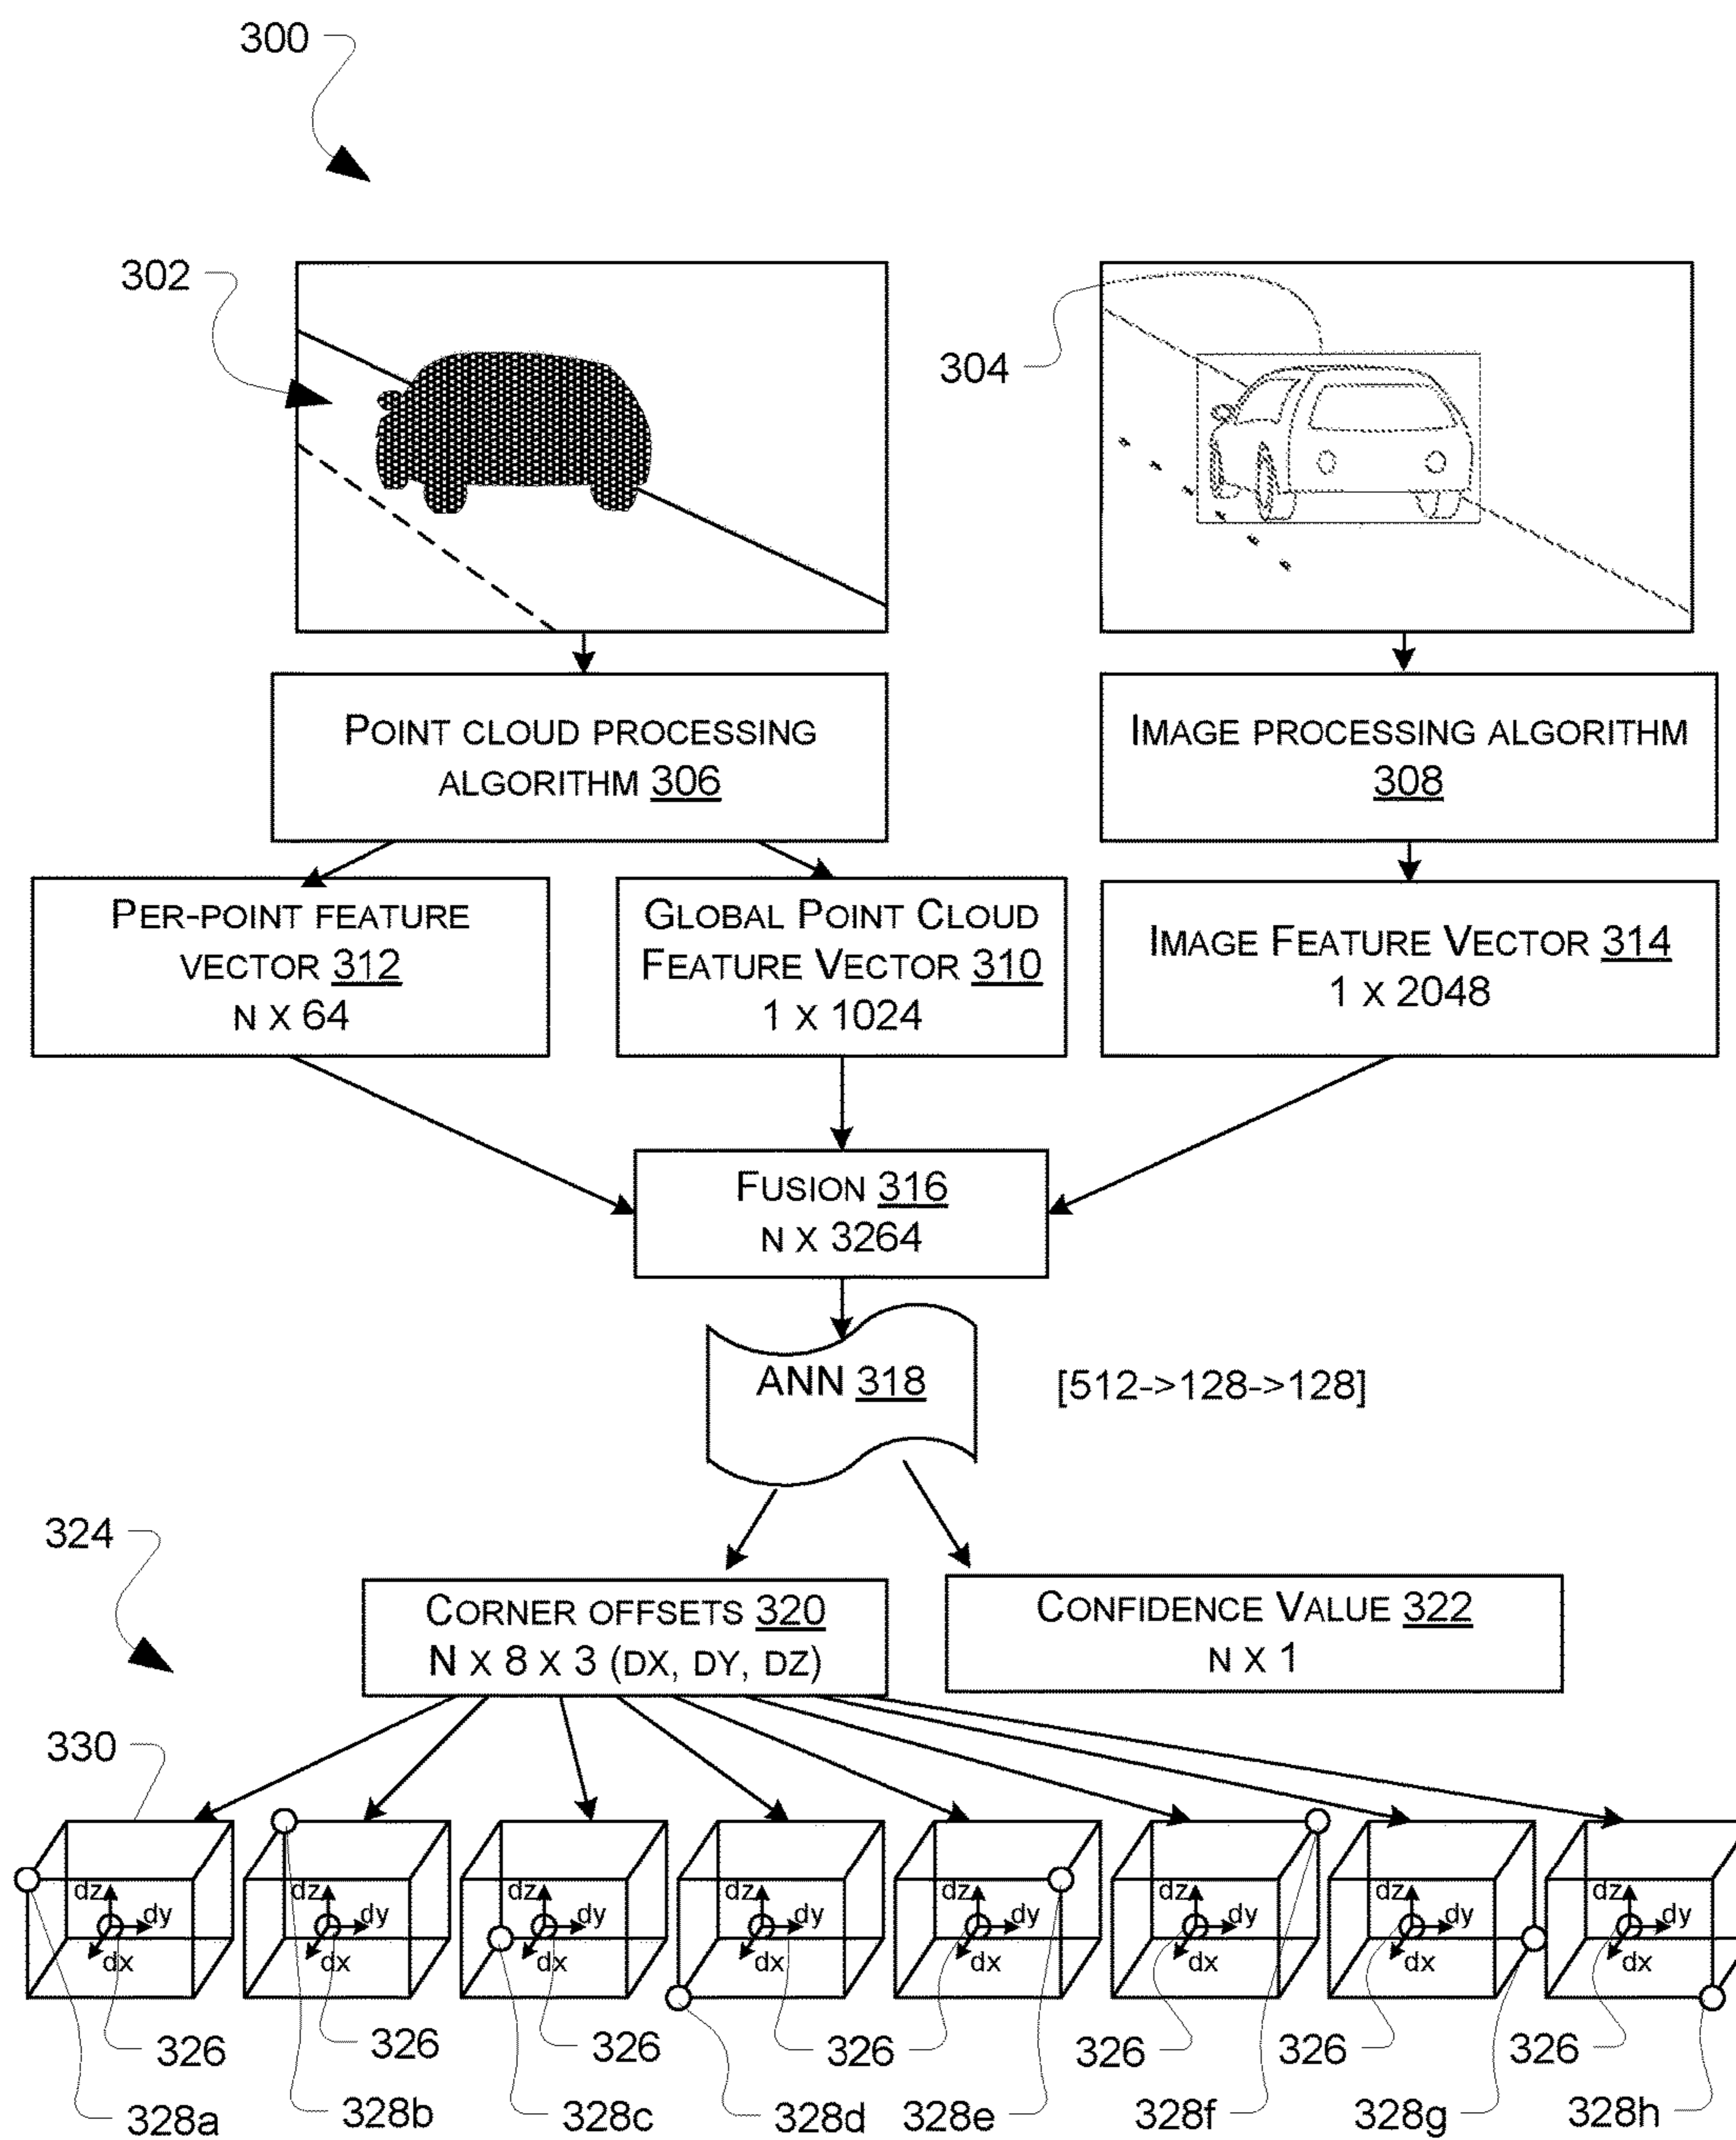 300
302
304
POINT CLOUD PROCESSING
ALGORITHM 306
IMAGE PROCESSING ALGORITHM
308
PER-POINT FEATURE
VECTOR 312
N X 64
GLOBAL POINT CLOUD
FEATURE VECTOR 310
1 X 1024
IMAGE FEATURE VECTOR 314
1 X 2048
FUSION 316
N X 3264
ANN 318
[512->128->128]
324
CORNER OFFSETS 320
N X 8 X 3 (DX, DY, DZ)
CONFIDENCE VALUE 322
N X 1
330
dz dz dz dz dz dz dz dz
dy dy dy dy dy dy dy dy
dx dx dx dx dx dx dx dx
326 326 326 326 326 326 326
328a 328b 328c 328d 328e 328f 328g 328h